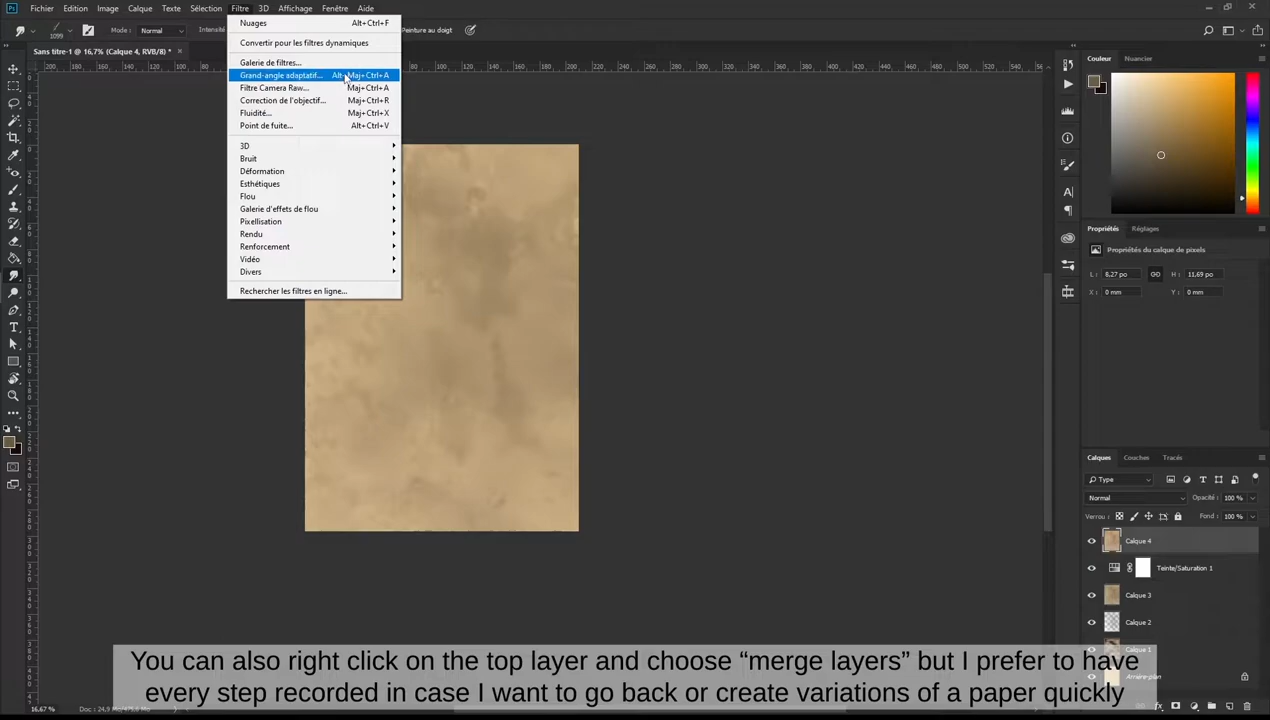 Fichier Edition Image Calque Texte Sélection Filtre 3D Affichage Fenêtre Aide
1099 Mode : Normal Intensité Peinture au doigt
Sans titre-1 @ 16,7% (Calque 4, RVB/8) *
Nuages Alt+Ctrl+F
Convertir pour les filtres dynamiques
Galerie de filtres...
Grand-angle adaptatif... Alt+Maj+Ctrl+A
Filtre Camera Raw... Maj+Ctrl+A
Correction de l'objectif... Maj+Ctrl+R
Fluidité... Maj+Ctrl+X
Point de fuite... Alt+Ctrl+V
3D
Bruit
Déformation
Esthétiques
Flou
Galerie d'effets de flou
Pixellisation
Rendu
Renforcement
Vidéo
Divers
Rechercher les filtres en ligne...
Couleur Nuancier
Propriétés Réglages
Propriétés du calque de pixels
L : 8,27 po H : 11,69 po
X : 0 mm Y : 0 mm
Calques Couches Tracés
Type
Normal Opacité : 100 %
Verrou : Fond : 100 %
Calque 4
Teinte/Saturation 1
Calque 3
Calque 2
Calque 1
Arrière-plan
You can also right click on the top layer and choose “merge layers” but I prefer to have
every step recorded in case I want to go back or create variations of a paper quickly
16,67 % Doc : 24,9 Mo/169,4 Mo